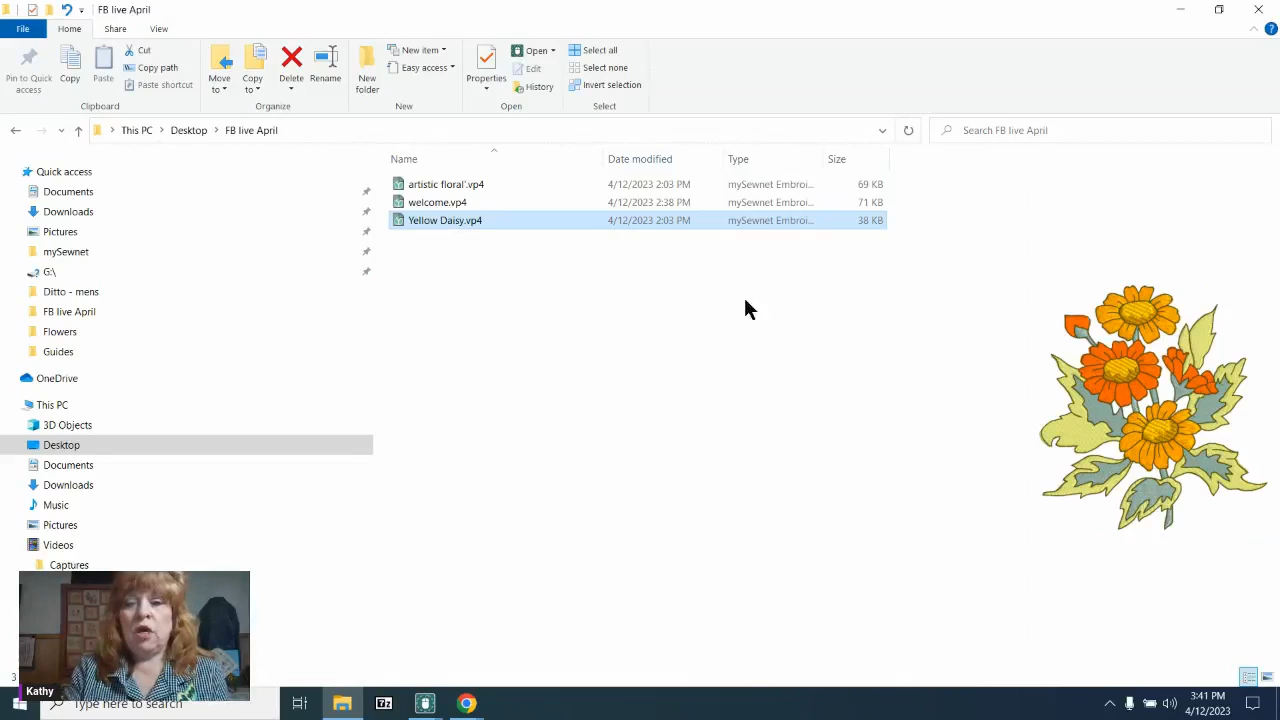 FB live April
File Home Share View
Pin to Quick access
Copy
Paste
Cut
Copy path
Paste shortcut
Clipboard
Move to
Copy to
Delete
Rename
Organize
New folder
New item
Easy access
New
Properties
Open
Edit
History
Open
Select all
Select none
Invert selection
Select
This PC > Desktop > FB live April
Search FB live April
Name Date modified Type Size
artistic floral'.vp4 4/12/2023 2:03 PM mySewnet Embroi... 69 KB
welcome.vp4 4/12/2023 2:38 PM mySewnet Embroi... 71 KB
Yellow Daisy.vp4 4/12/2023 2:03 PM mySewnet Embroi... 38 KB
Quick access
Documents
Downloads
Pictures
mySewnet
G:\
Ditto - mens
FB live April
Flowers
Guides
OneDrive
This PC
3D Objects
Desktop
Documents
Downloads
Music
Pictures
Videos
Captures
3
Kathy
Type here to search
7z
3:41 PM
4/12/2023